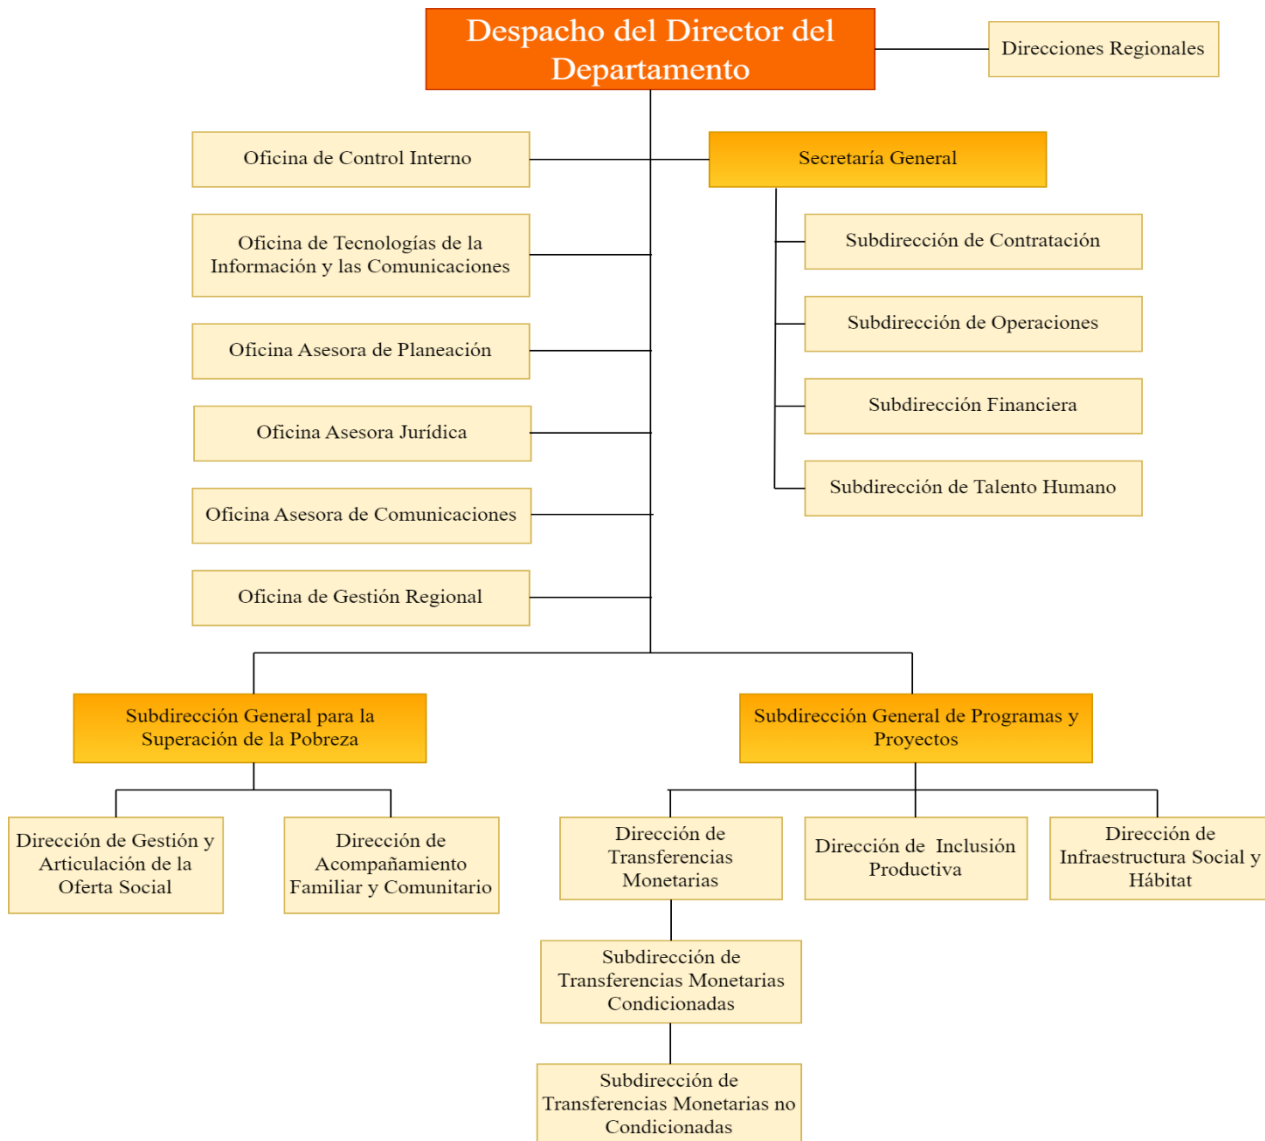 Despacho del Director del
Departamento
Direcciones Regionales
Oficina de Control Interno
Secretaría General
Oficina de Tecnologías de la
Información y las Comunicaciones
Subdirección de Contratación
Subdirección de Operaciones
Oficina Asesora de Planeación
Subdirección Financiera
Oficina Asesora Jurídica
Subdirección de Talento Humano
Oficina Asesora de Comunicaciones
Oficina de Gestión Regional
Subdirección General para la
Superación de la Pobreza
Subdirección General de Programas y
Proyectos
Dirección de Gestión y
Articulación de la
Oferta Social
Dirección de
Acompañamiento
Familiar y Comunitario
Dirección de
Transferencias
Monetarias
Dirección de Inclusión
Productiva
Dirección de
Infraestructura Social y
Hábitat
Subdirección de
Transferencias Monetarias
Condicionadas
Subdirección de
Transferencias Monetarias no
Condicionadas